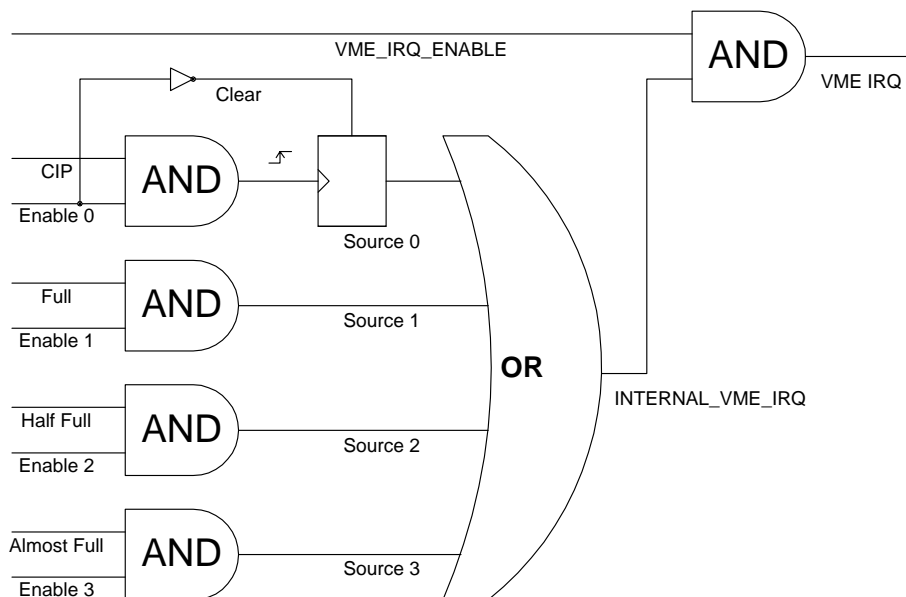 AND
VME_IRQ_ENABLE
VME IRQ
Clear
CIP
AND
Enable 0
Source 0
Full
AND
Enable 1
Source 1
OR
INTERNAL_VME_IRQ
Half Full
AND
Enable 2
Source 2
Almost Full
AND
Enable 3
Source 3